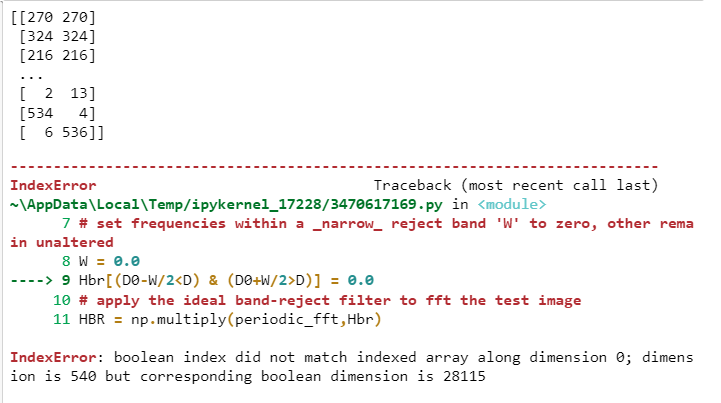 [[270 270]
[324 324]
[216 216]
...
[  2  13]
[534   4]
[  6 536]]
---------------------------------------------------------------------------
IndexError                                Traceback (most recent call last)
~\AppData\Local\Temp/ipykernel_17228/3470617169.py in <module>
7 # set frequencies within a _narrow_ reject band 'W' to zero, other rema
in unaltered
8 W = 0.0
----> 9 Hbr[(D0-W/2<D) & (D0+W/2>D)] = 0.0
10 # apply the ideal band-reject filter to fft the test image
11 HBR = np.multiply(periodic_fft,Hbr)
IndexError: boolean index did not match indexed array along dimension 0; dimens
ion is 540 but corresponding boolean dimension is 28115